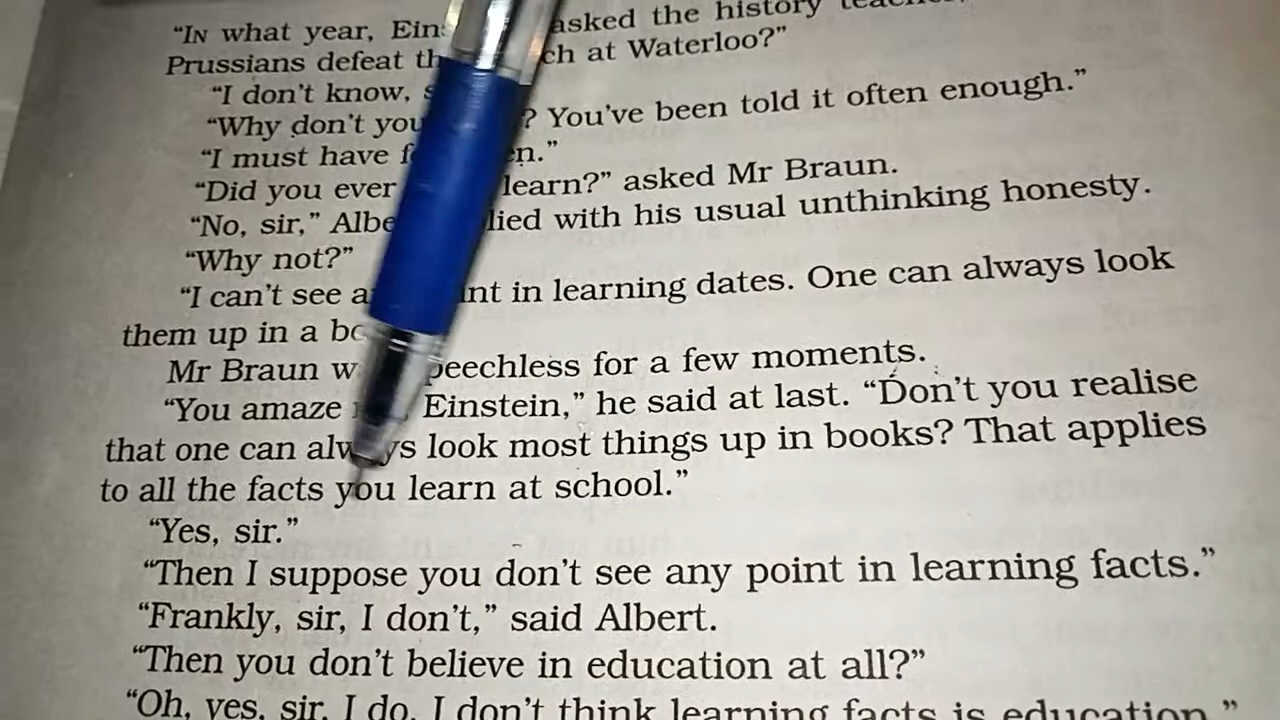 “IN what year, Ein asked the history
Prussians defeat th ch at Waterloo?”
“I don't know,
“Why don't you ? You've been told it often enough.”
“I must have f en.”
“Did you ever learn?” asked Mr Braun.
“No, sir,” Albe lied with his usual unthinking honesty.
“Why not?”
“I can't see a nt in learning dates. One can always look
them up in a bo
Mr Braun w peechless for a few moments.
“You amaze Einstein,” he said at last. “Don't you realise
that one can always look most things up in books? That applies
to all the facts you learn at school.”
“Yes, sir.”
“Then I suppose you don't see any point in learning facts.”
“Frankly, sir, I don't,” said Albert.
“Then you don't believe in education at all?”
“Oh, yes, sir, I do. I don't think learning facts is education.”